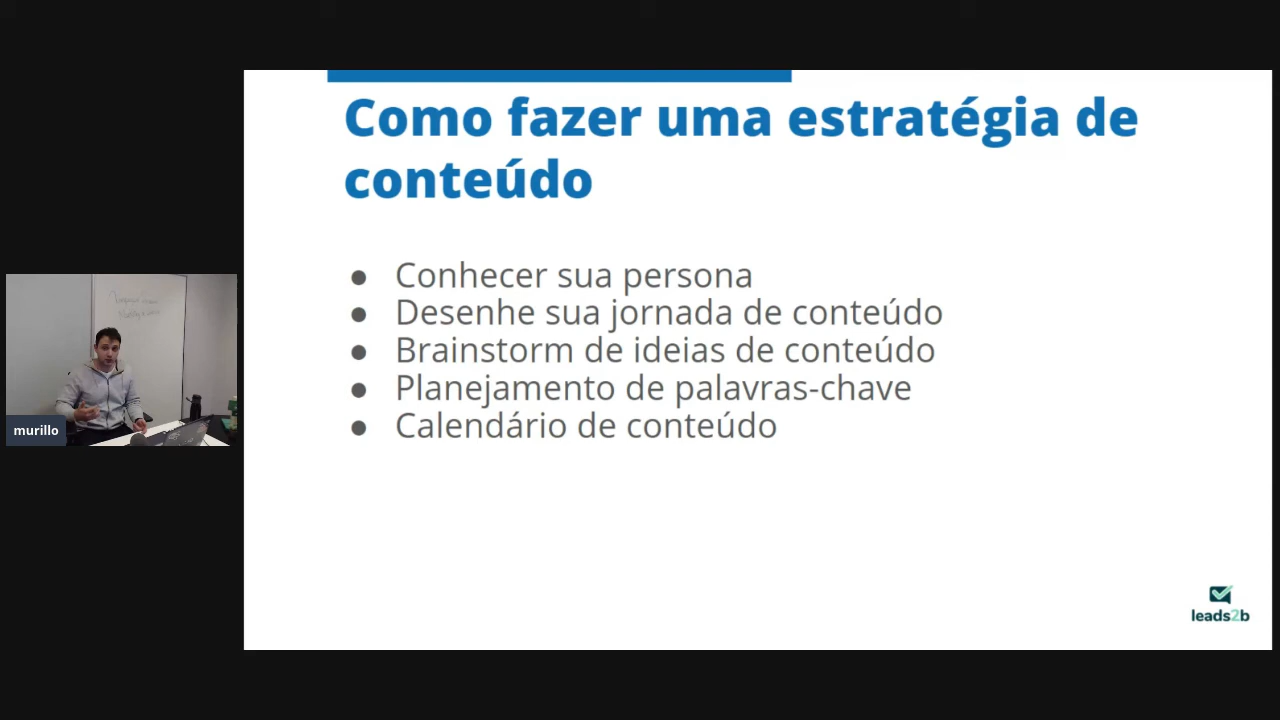 Como fazer uma estratégia de
conteúdo
● Conhecer sua persona
● Desenhe sua jornada de conteúdo
● Brainstorm de ideias de conteúdo
● Planejamento de palavras-chave
● Calendário de conteúdo
murillo
leads2b